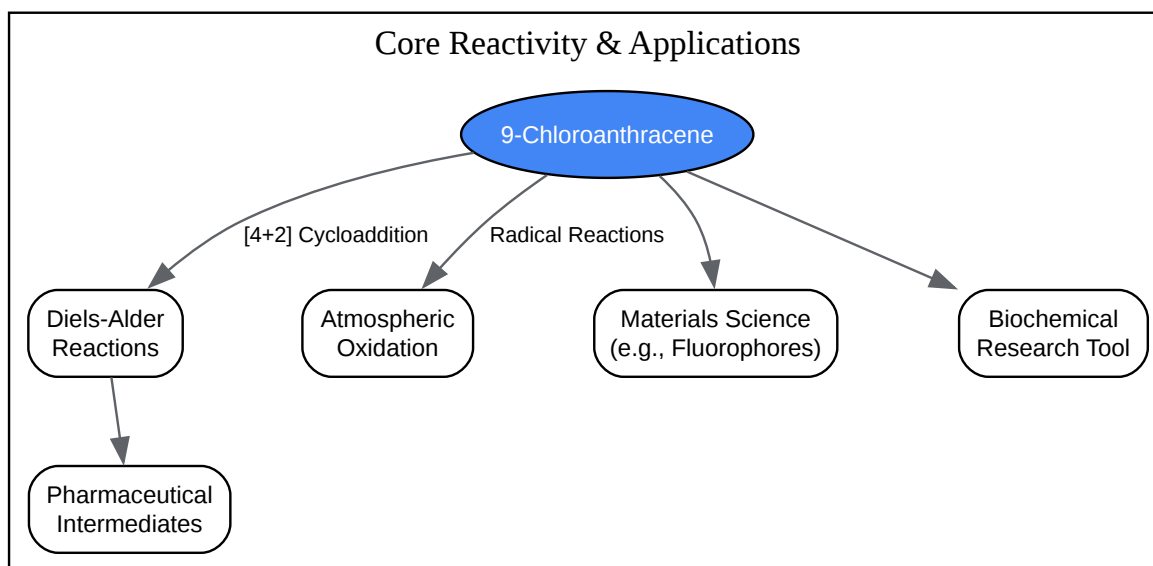 Core Reactivity & Applications
9-Chloroanthracene
[4+2] Cycloaddition
Radical Reactions
Diels-Alder
Reactions
Atmospheric
Oxidation
Materials Science
(e.g., Fluorophores)
Biochemical
Research Tool
Pharmaceutical
Intermediates